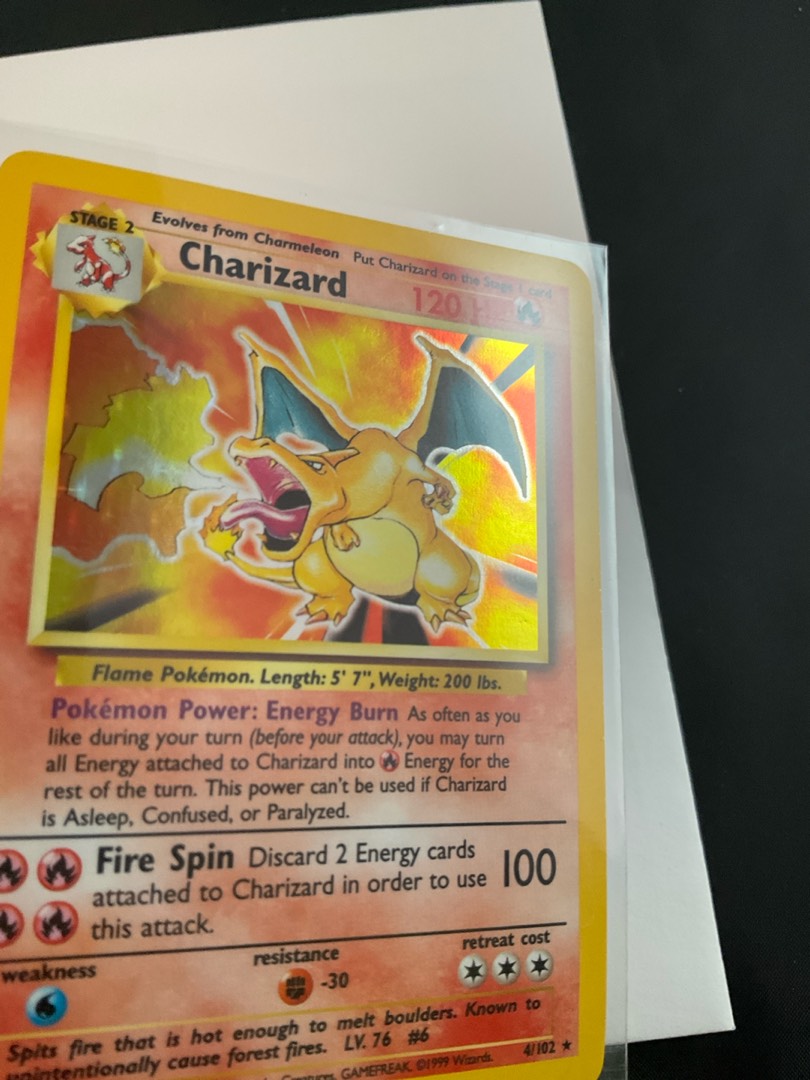 STAGE 2
Evolves from Charmeleon Put Charizard on the Stage 1 card
Charizard 120
Flame Pokémon. Length: 5' 7", Weight: 200 lbs.
Pokémon Power: Energy Burn As often as you
like during your turn (before your attack), you may turn
all Energy attached to Charizard into Energy for the
rest of the turn. This power can't be used if Charizard
is Asleep, Confused, or Paralyzed.
Fire Spin Discard 2 Energy cards
attached to Charizard in order to use 100
this attack.
weakness resistance retreat cost
-30
Spits fire that is hot enough to melt boulders. Known to
unintentionally cause forest fires. LV. 76 #6
Creatures, GAMEFREAK. ©1999 Wizards. 4/102